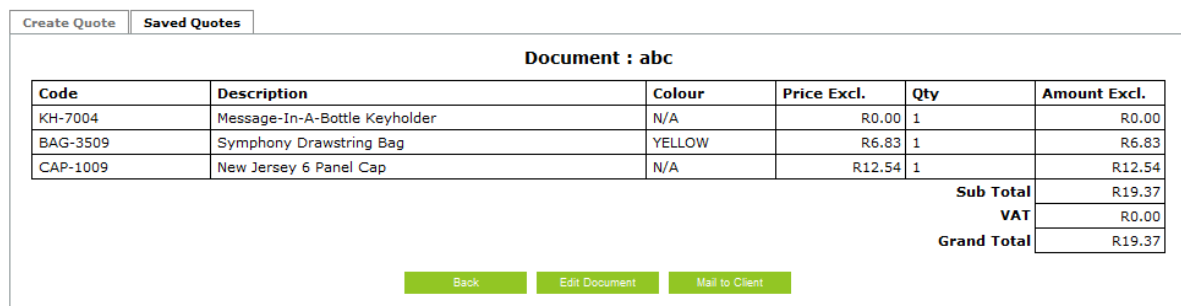 Create Quote Saved Quotes
Document : abc
Code Description Colour Price Excl. Qty Amount Excl.
KH-7004 Message-In-A-Bottle Keyholder N/A R0.00 1 R0.00
BAG-3509 Symphony Drawstring Bag YELLOW R6.83 1 R6.83
CAP-1009 New Jersey 6 Panel Cap N/A R12.54 1 R12.54
Sub Total R19.37
VAT R0.00
Grand Total R19.37
Back Edit Document Mail to Client